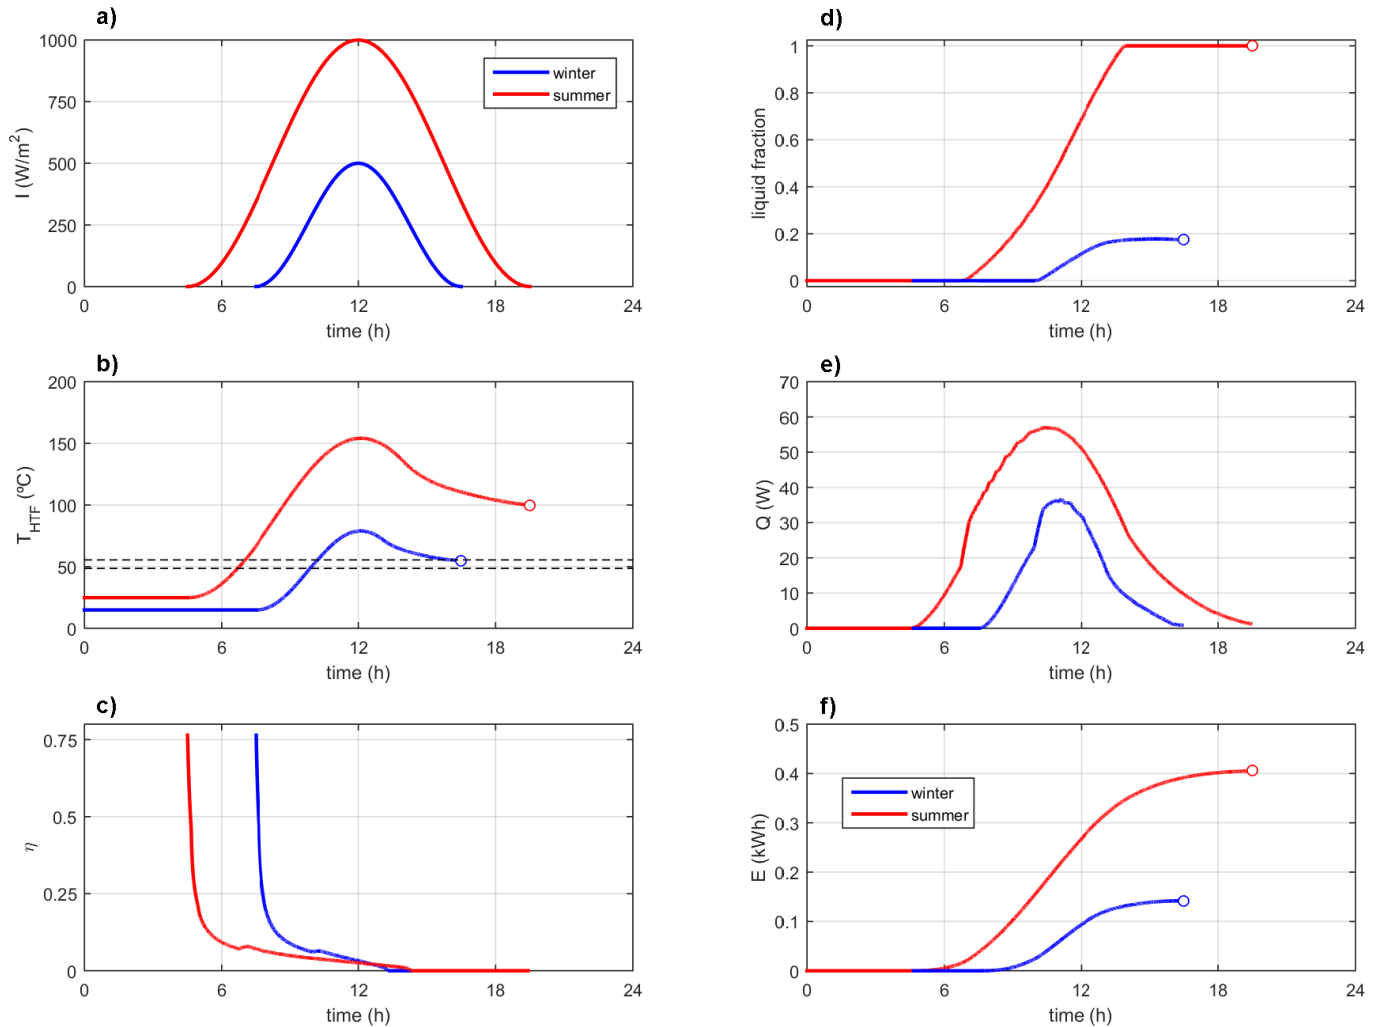 a)
1000
750
500
250
0
I (W/m²)
winter
summer
0 6 12 18 24
time (h)
b)
200
150
100
50
0
T_HTF (ºC)
0 6 12 18 24
time (h)
c)
0.75
0.5
0.25
0
η
0 6 12 18 24
time (h)
d)
1
0.8
0.6
0.4
0.2
0
liquid fraction
0 6 12 18 24
time (h)
e)
70
60
50
40
30
20
10
0
Q (W)
0 6 12 18 24
time (h)
f)
0.5
0.4
0.3
0.2
0.1
0
E (kWh)
winter
summer
0 6 12 18 24
time (h)